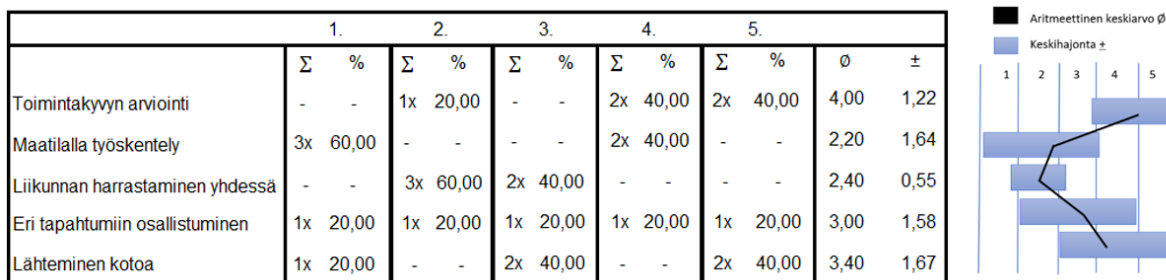 1. 2. 3. 4. 5.
Σ % Σ % Σ % Σ % Σ % Ø ±
Toimintakyvyn arviointi - - 1x 20,00 - - 2x 40,00 2x 40,00 4,00 1,22
Maatilalla työskentely 3x 60,00 - - - - 2x 40,00 - - 2,20 1,64
Liikunnan harrastaminen yhdessä - - 3x 60,00 2x 40,00 - - - - 2,40 0,55
Eri tapahtumiin osallistuminen 1x 20,00 1x 20,00 1x 20,00 1x 20,00 1x 20,00 3,00 1,58
Lähteminen kotoa 1x 20,00 - - 2x 40,00 - - 2x 40,00 3,40 1,67
Aritmeettinen keskiarvo Ø
Keskihajonta ±
1 2 3 4 5